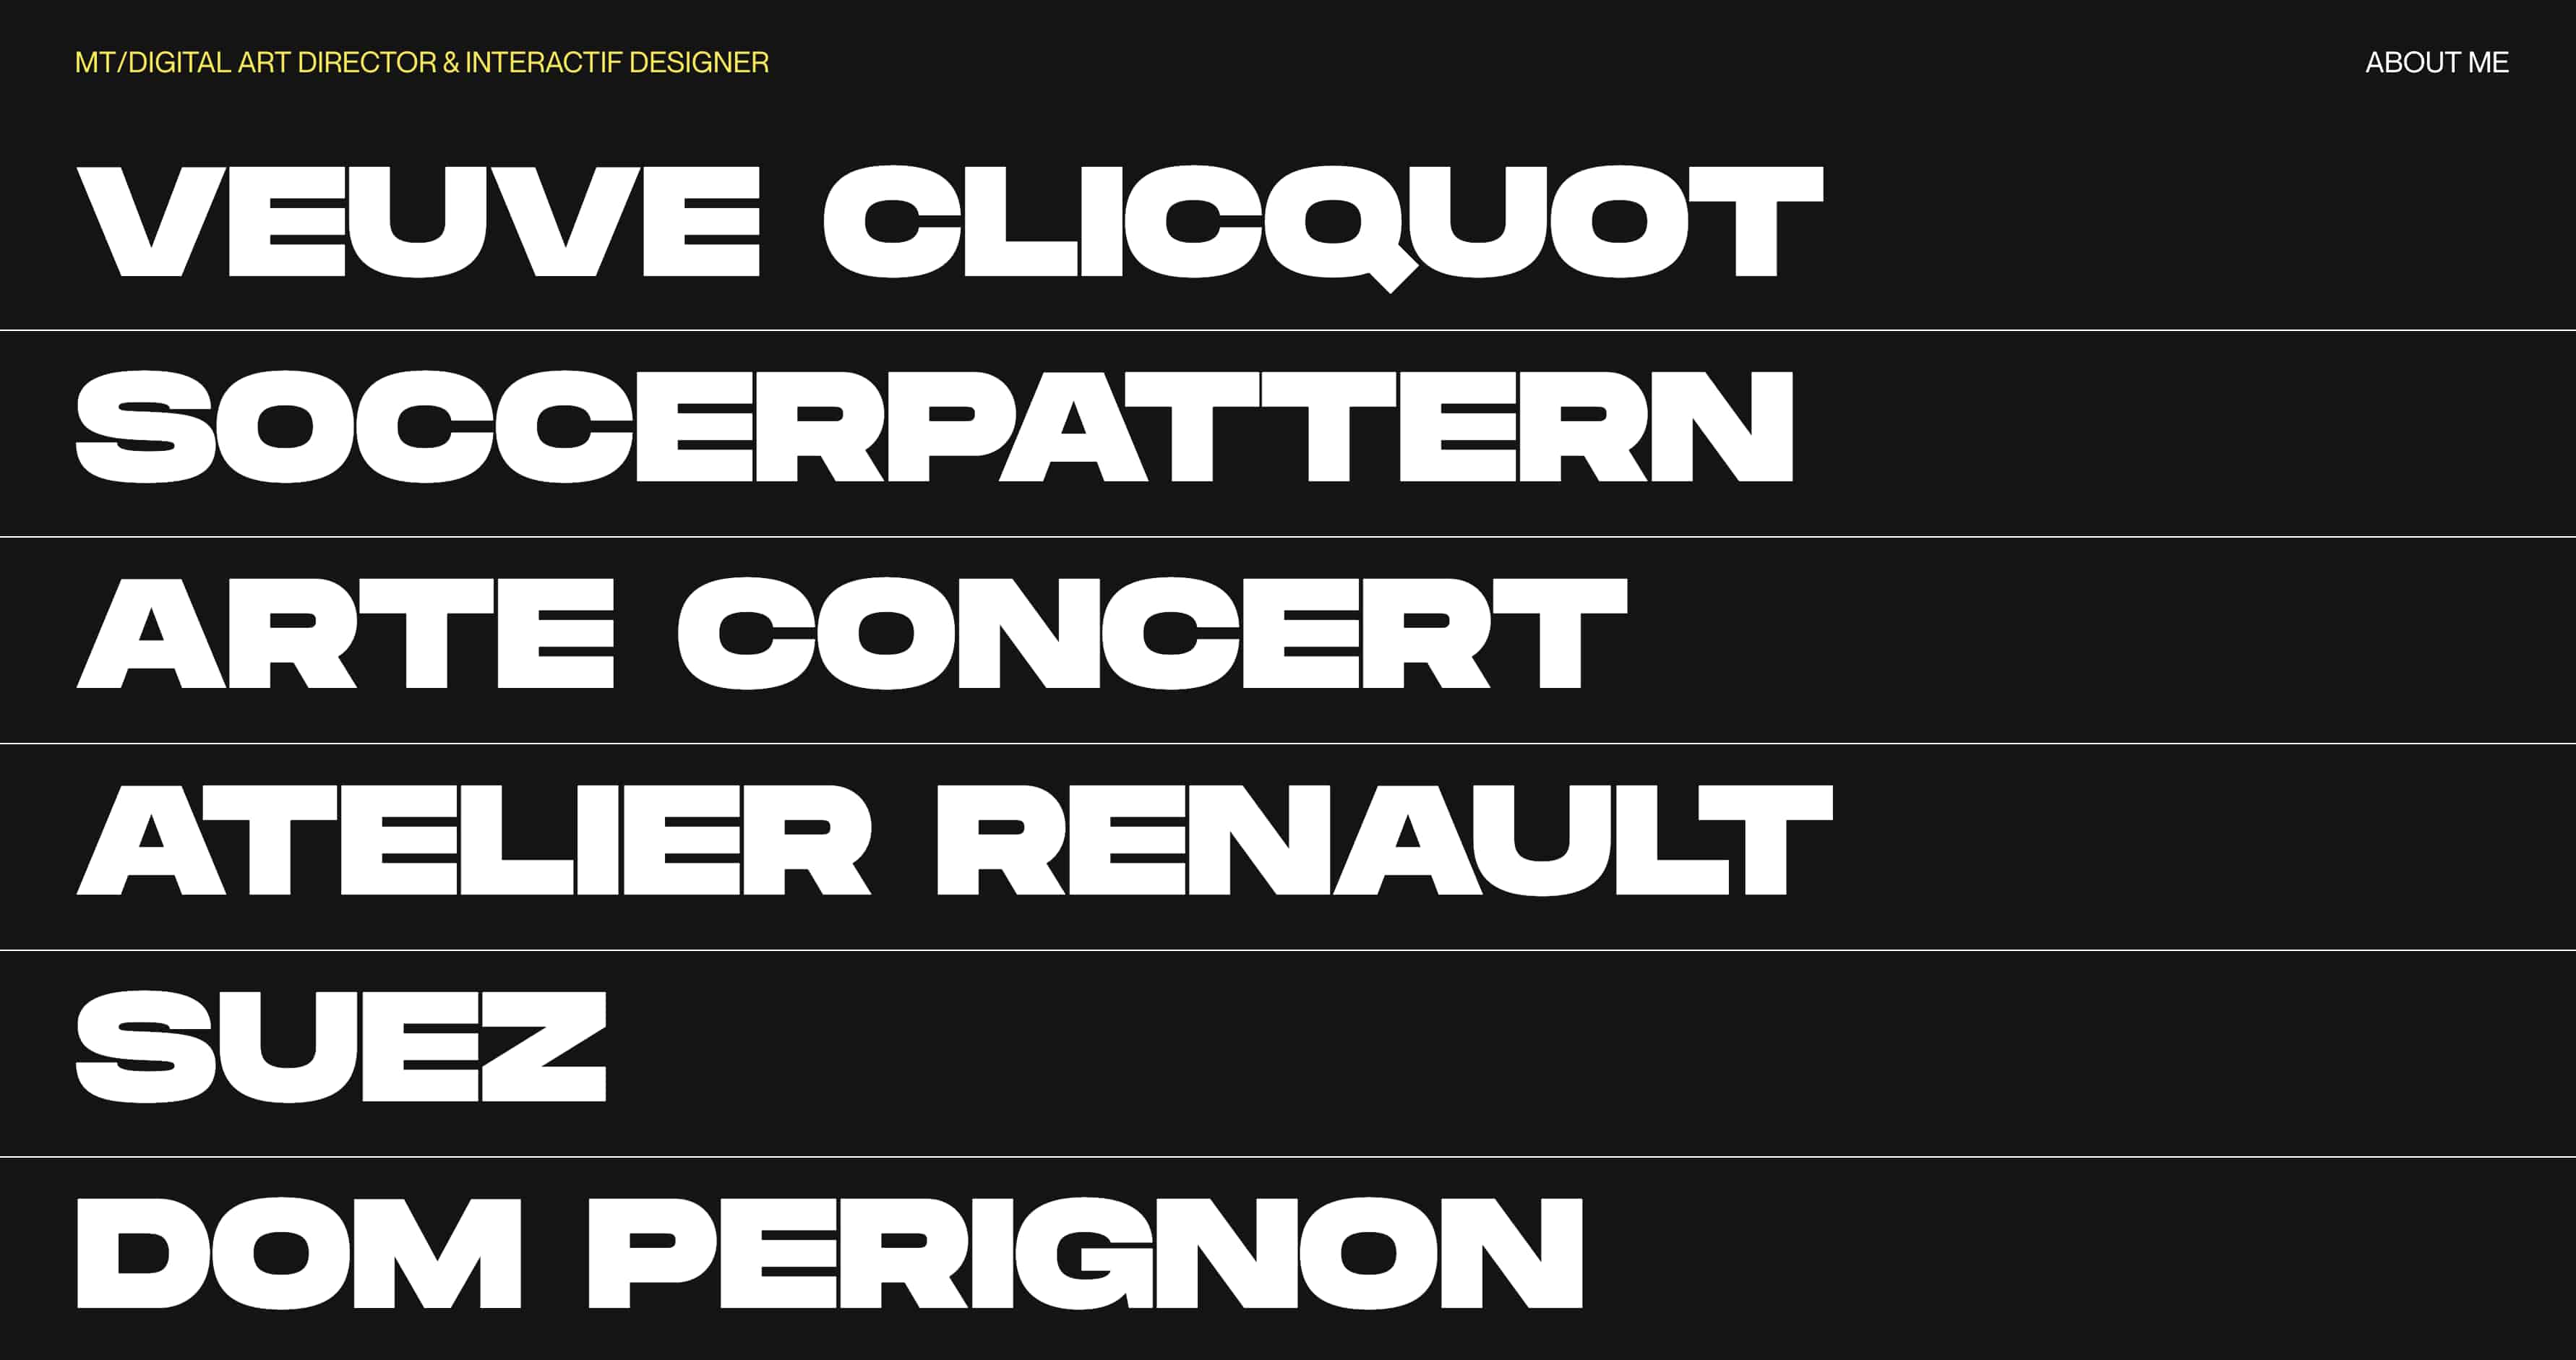 MT/DIGITAL ART DIRECTOR & INTERACTIF DESIGNER
ABOUT ME
VEUVE CLICQUOT
SOCCERPATTERN
ARTE CONCERT
ATELIER RENAULT
SUEZ
DOM PERIGNON